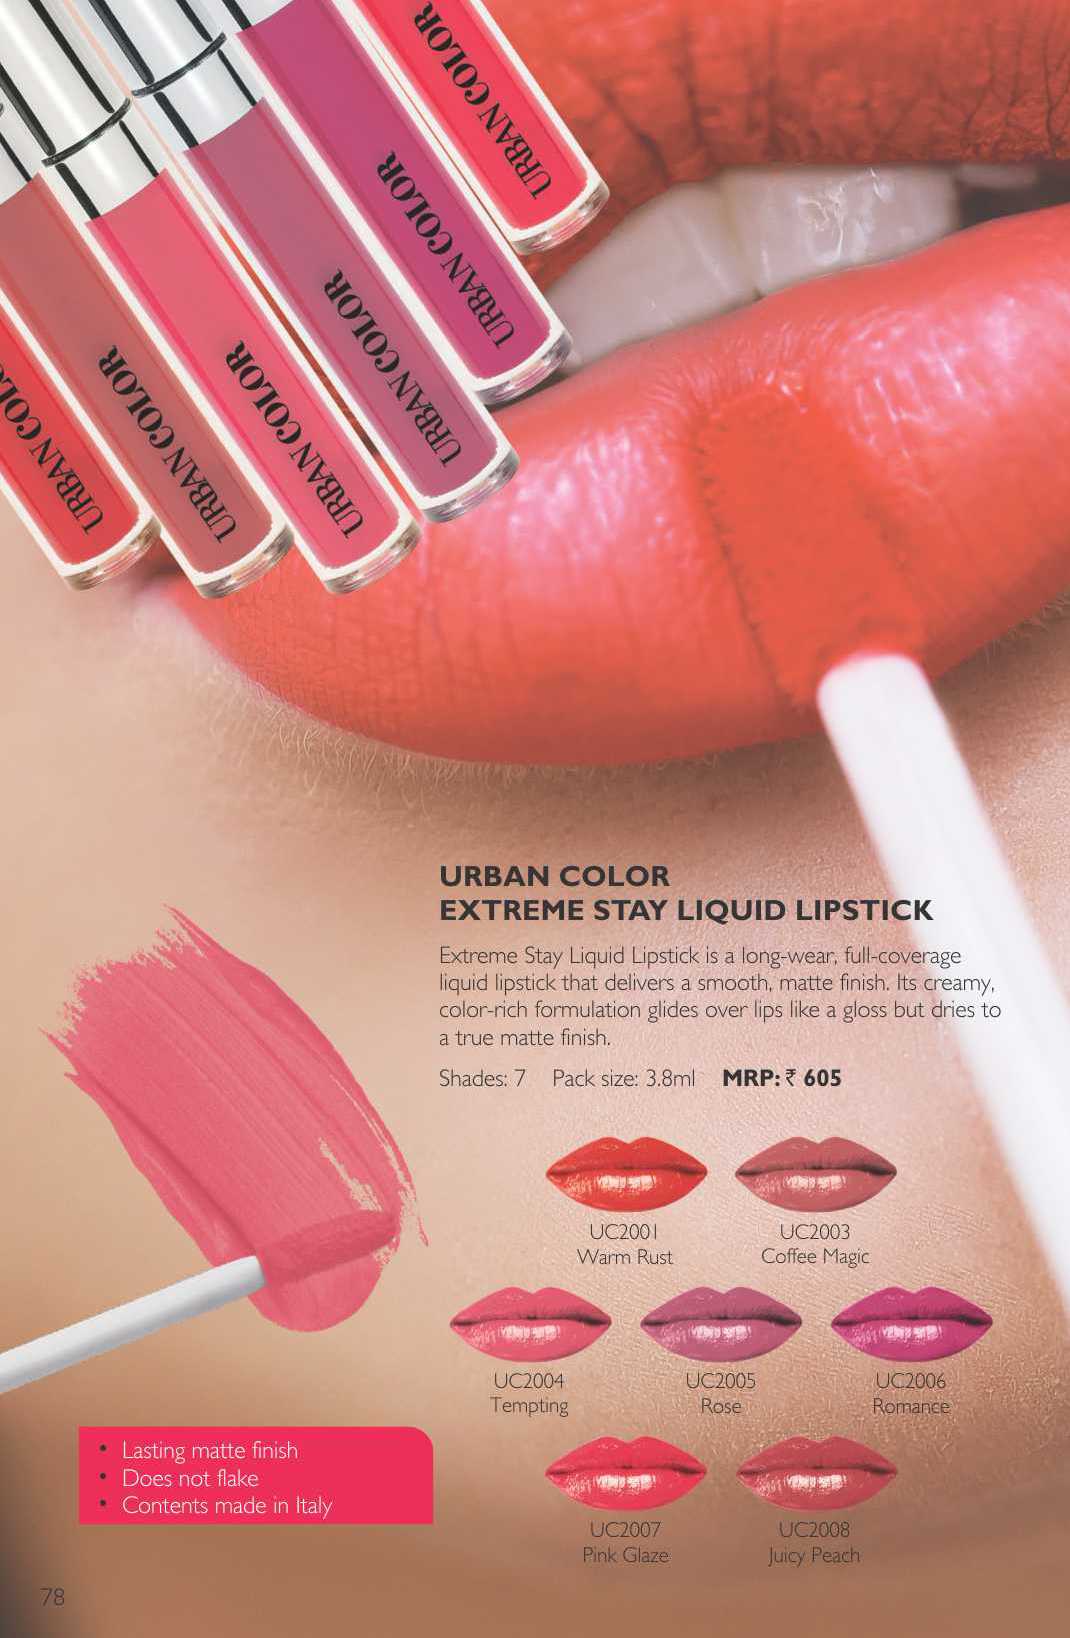 URBAN COLOR
URBAN COLOR
URBAN COLOR
URBAN COLOR
URBAN COLOR
URBAN COL
URBAN COLOR
EXTREME STAY LIQUID LIPSTICK
Extreme Stay Liquid Lipstick is a long-wear, full-coverage
liquid lipstick that delivers a smooth, matte finish. Its creamy,
color-rich formulation glides over lips like a gloss but dries to
a true matte finish.
Shades: 7 Pack size: 3.8ml MRP: ₹ 605
UC2001 UC2003
Warm Rust Coffee Magic
UC2004 UC2005 UC2006
Tempting Rose Romance
• Lasting matte finish
• Does not flake
• Contents made in Italy
UC2007 UC2008
Pink Glaze Juicy Peach
78